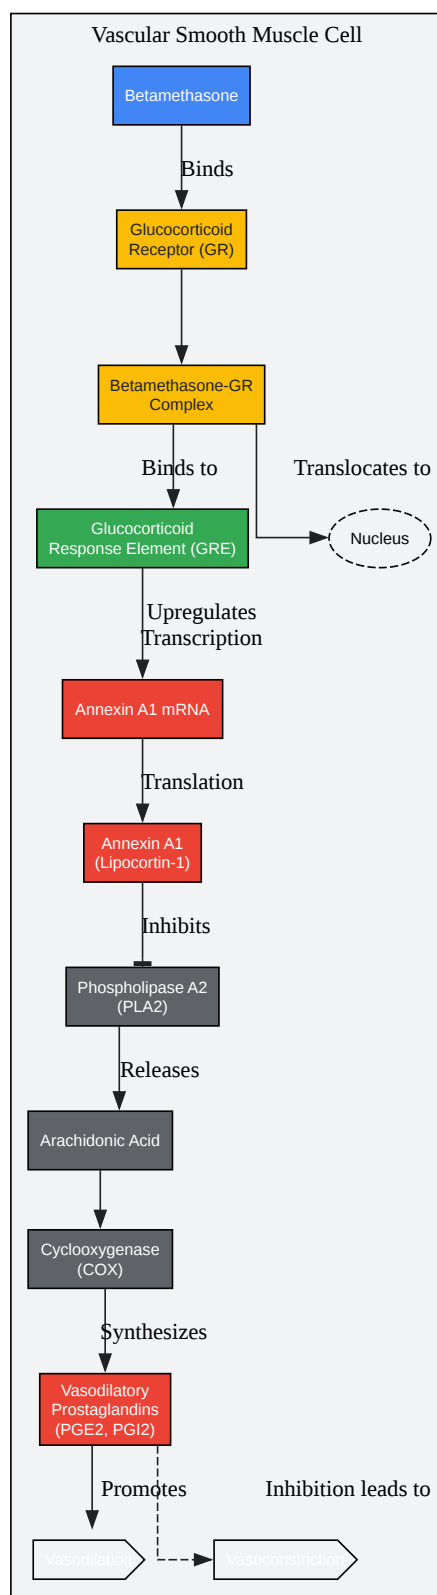 Vascular Smooth Muscle Cell
Betamethasone
Binds
Glucocorticoid
Receptor (GR)
Betamethasone-GR
Complex
Binds to
Translocates to
Glucocorticoid
Response Element (GRE)
Nucleus
Upregulates
Transcription
Annexin A1 mRNA
Translation
Annexin A1
(Lipocortin-1)
Inhibits
Phospholipase A2
(PLA2)
Releases
Arachidonic Acid
Cyclooxygenase
(COX)
Synthesizes
Vasodilatory
Prostaglandins
(PGE2, PGI2)
Promotes
Inhibition leads to
Vasodilation
Vasoconstriction